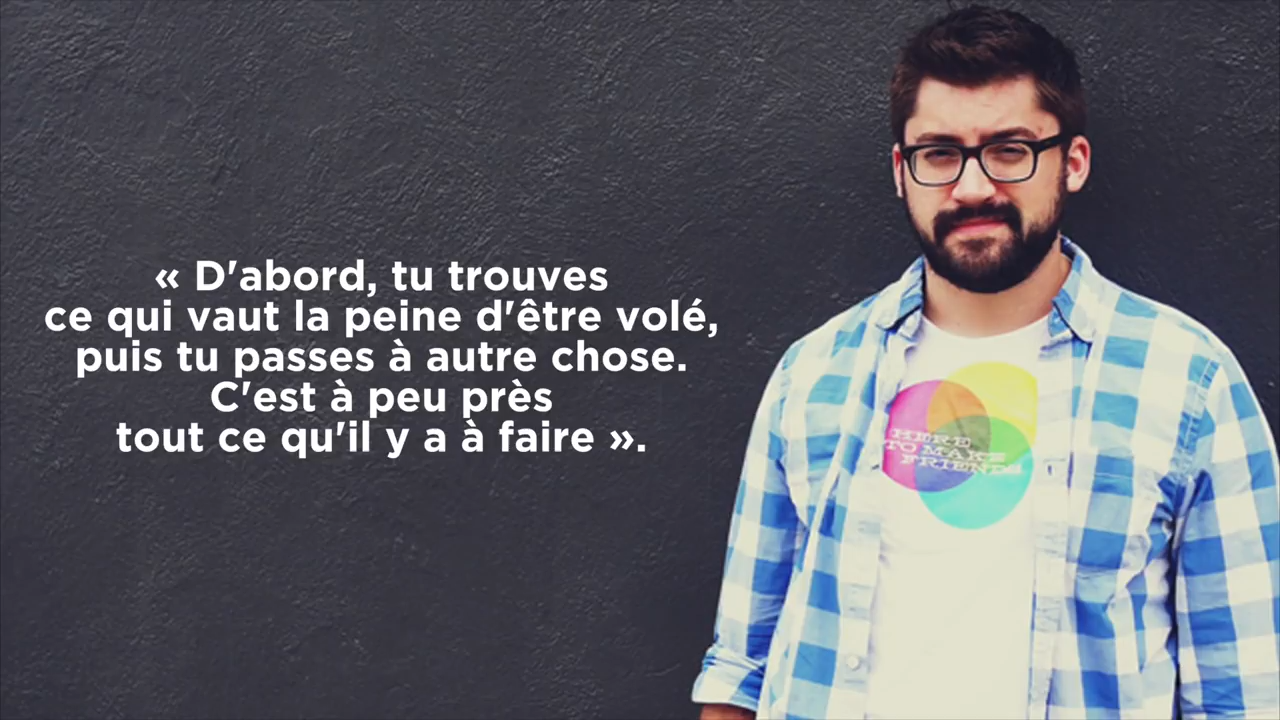 « D'abord, tu trouves
ce qui vaut la peine d'être volé,
puis tu passes à autre chose.
C'est à peu près
tout ce qu'il y a à faire ».
HERE
TO MAKE
FRIENDS